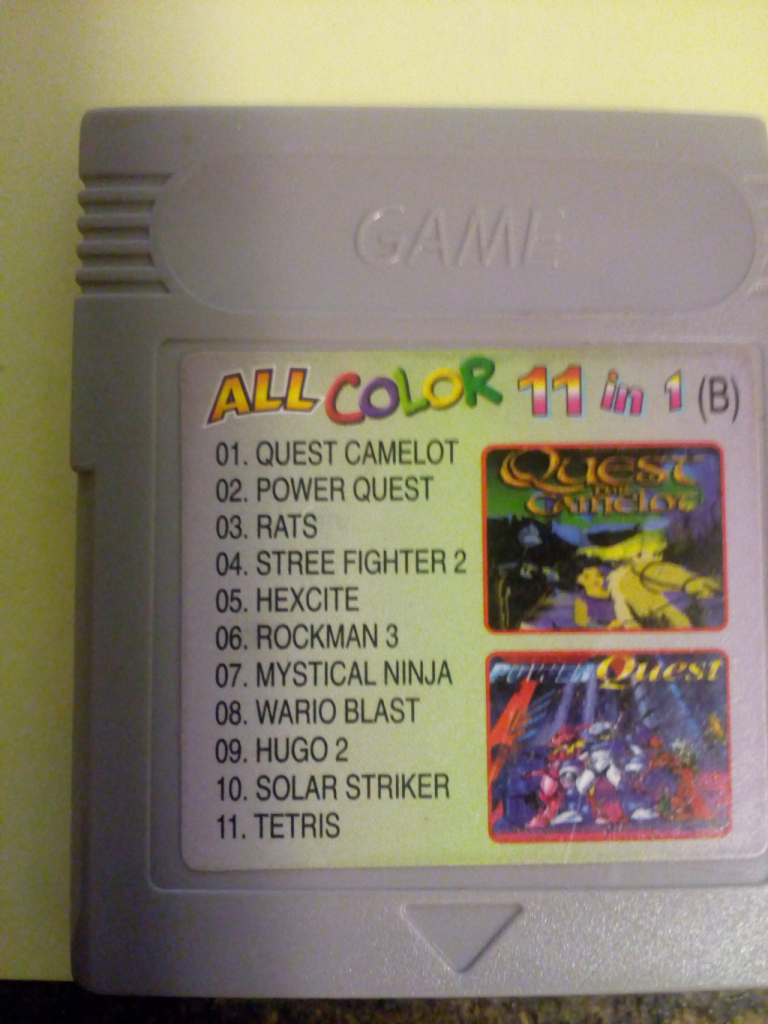 GAME
ALL COLOR 11 in 1 (B)
01. QUEST CAMELOT
02. POWER QUEST
03. RATS
04. STREE FIGHTER 2
05. HEXCITE
06. ROCKMAN 3
07. MYSTICAL NINJA
08. WARIO BLAST
09. HUGO 2
10. SOLAR STRIKER
11. TETRIS
QUEST
FOR
CAMELOT
POWER Quest